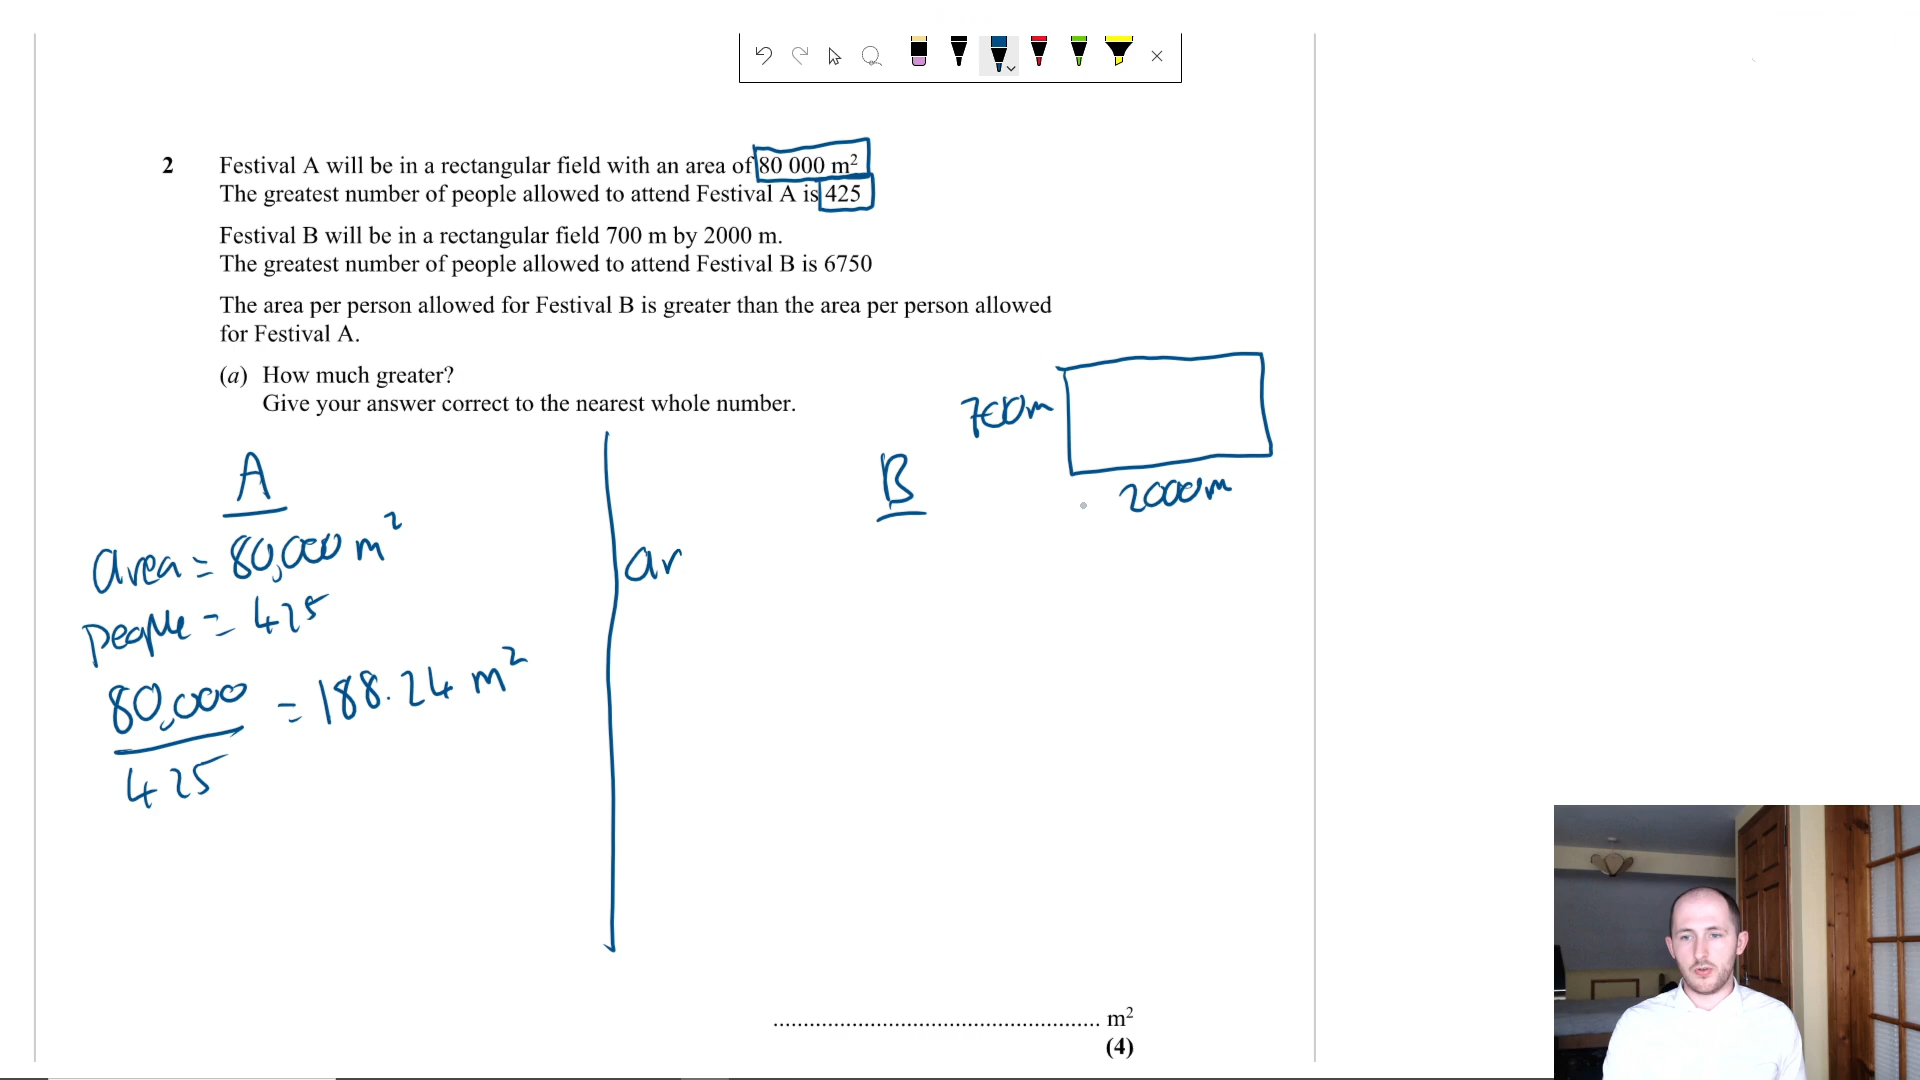 2 Festival A will be in a rectangular field with an area of 80 000 m²
The greatest number of people allowed to attend Festival A is 425
Festival B will be in a rectangular field 700 m by 2000 m.
The greatest number of people allowed to attend Festival B is 6750
The area per person allowed for Festival B is greater than the area per person allowed
for Festival A.
(a) How much greater?
Give your answer correct to the nearest whole number.
700m
2000m
A
area = 80,000 m²
people = 425
80,000
425
= 188.24 m²
B
ar
.................................................... m²
(4)